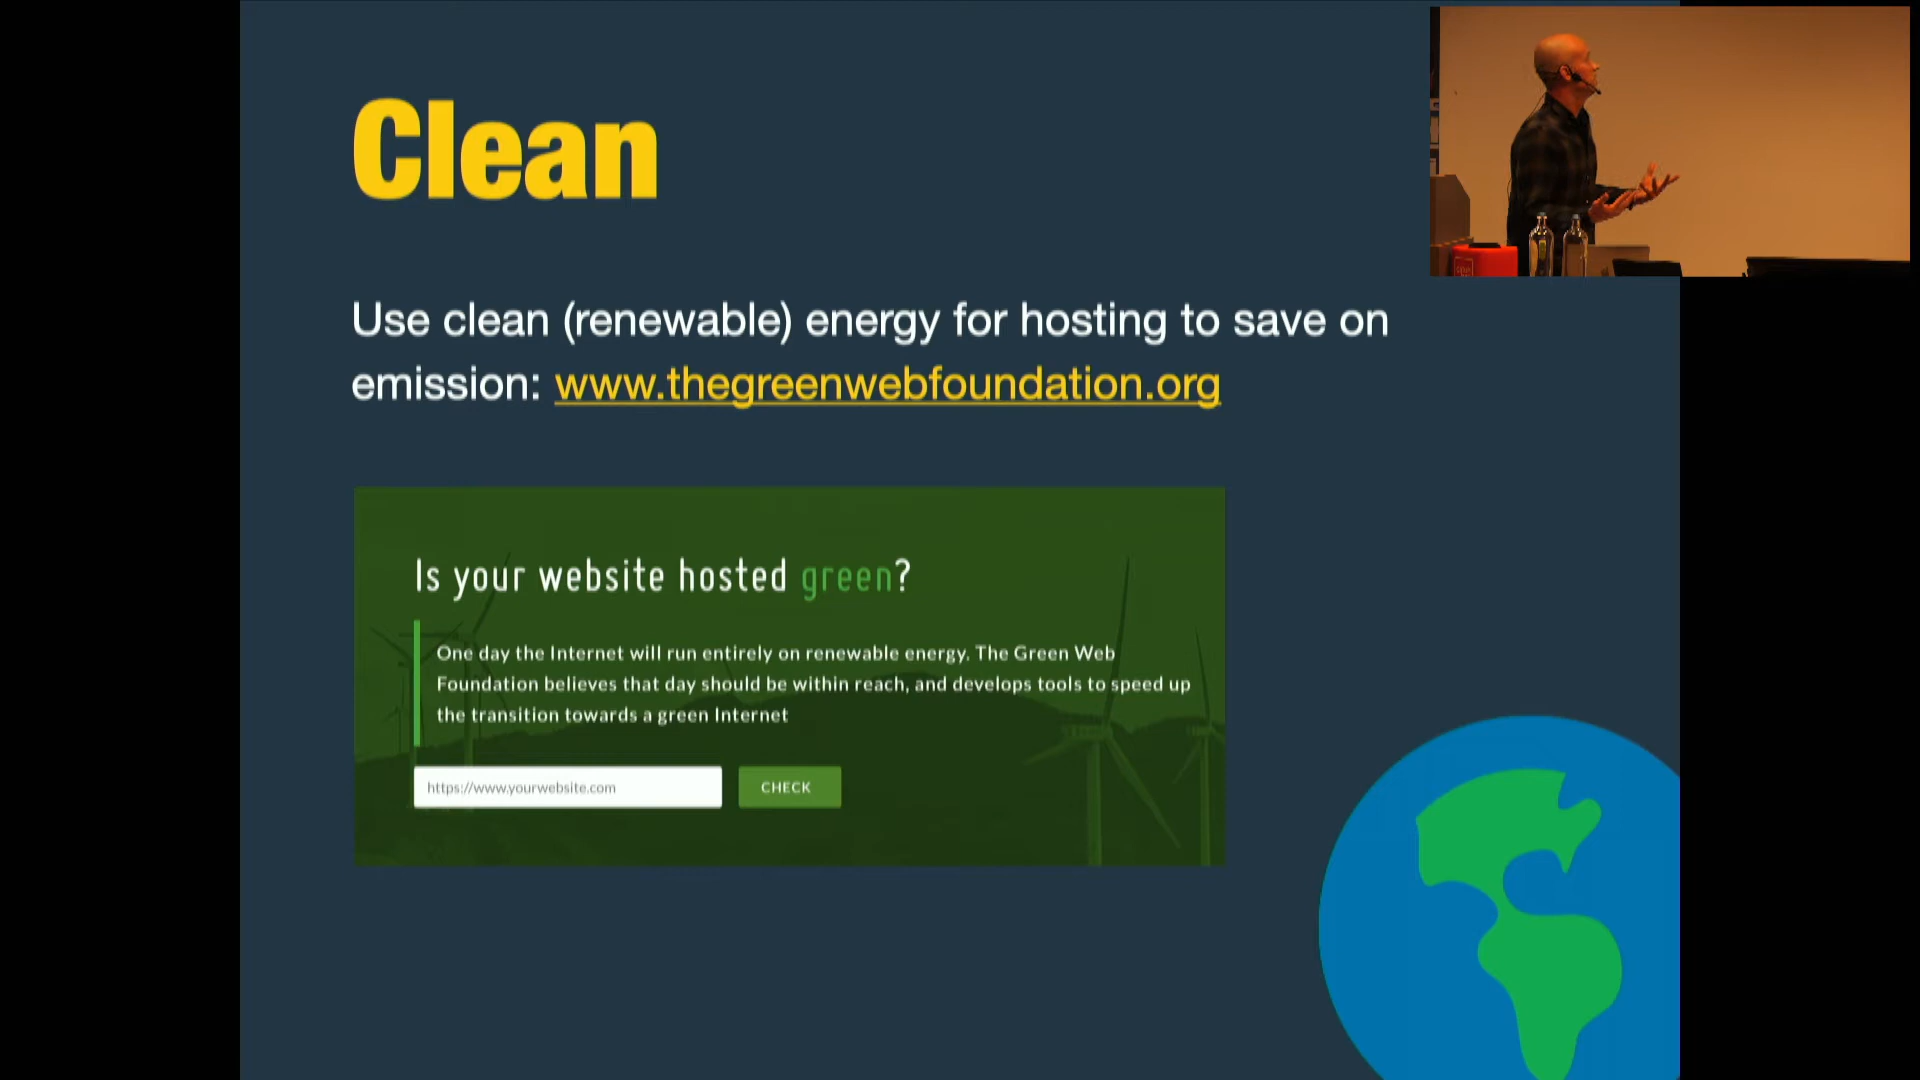 Clean
Use clean (renewable) energy for hosting to save on
emission: www.thegreenwebfoundation.org
Is your website hosted green?
One day the Internet will run entirely on renewable energy. The Green Web
Foundation believes that day should be within reach, and develops tools to speed up
the transition towards a green Internet
https://www.yourwebsite.com
CHECK